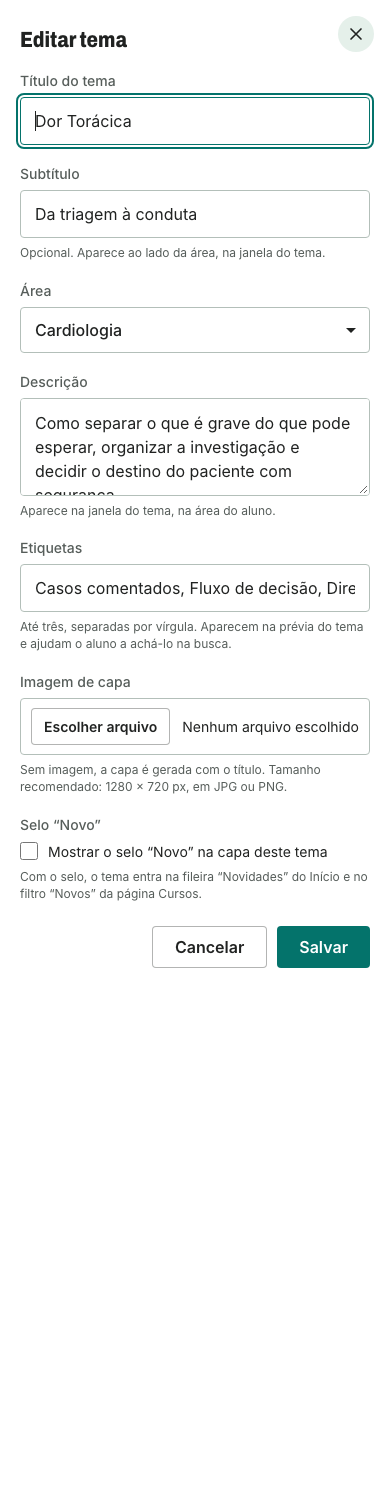 Editar tema
Título do tema
Dor Torácica
Subtítulo
Da triagem à conduta
Opcional. Aparece ao lado da área, na janela do tema.
Área
Cardiologia
Descrição
Como separar o que é grave do que pode
esperar, organizar a investigação e
decidir o destino do paciente com
segurança
Aparece na janela do tema, na área do aluno.
Etiquetas
Casos comentados, Fluxo de decisão, Dire
Até três, separadas por vírgula. Aparecem na prévia do tema
e ajudam o aluno a achá-lo na busca.
Imagem de capa
Escolher arquivo Nenhum arquivo escolhido
Sem imagem, a capa é gerada com o título. Tamanho
recomendado: 1280 × 720 px, em JPG ou PNG.
Selo “Novo”
Mostrar o selo “Novo” na capa deste tema
Com o selo, o tema entra na fileira “Novidades” do Início e no
filtro “Novos” da página Cursos.
Cancelar Salvar